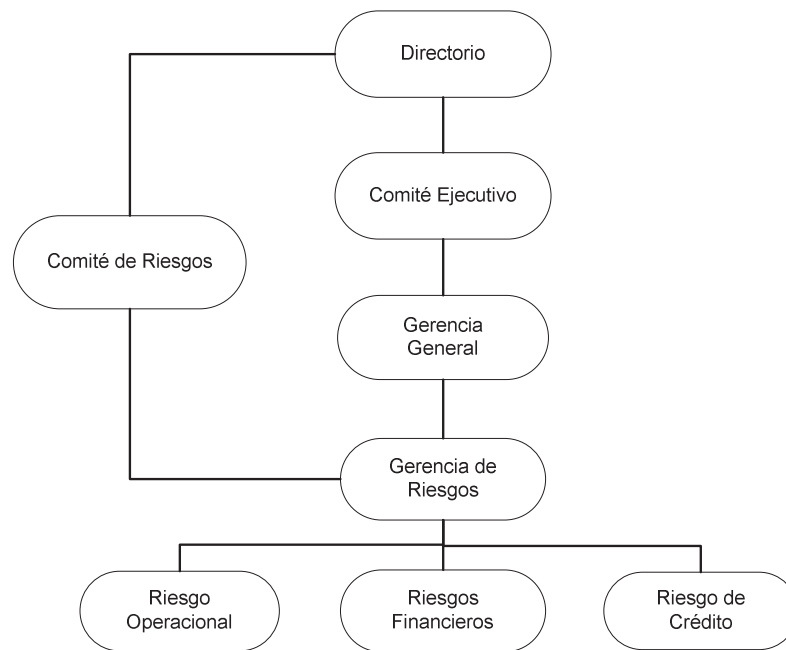 Directorio
Comité Ejecutivo
Comité de Riesgos
Gerencia
General
Gerencia de
Riesgos
Riesgo
Operacional
Riesgos
Financieros
Riesgo de
Crédito